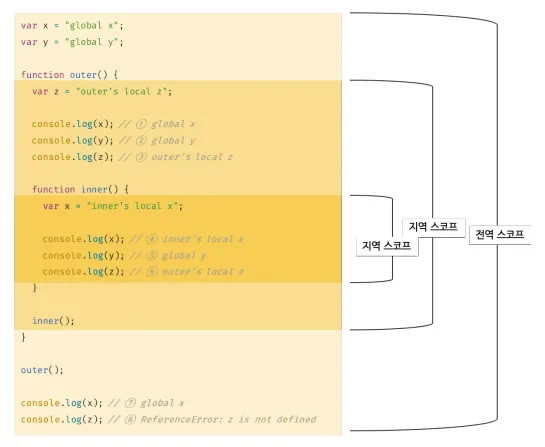 var x = "global x";
var y = "global y";
function outer() {
var z = "outer's local z";
console.log(x); // ① global x
console.log(y); // ② global y
console.log(z); // ③ outer's local z
function inner() {
var x = "inner's local x";
console.log(x); // ④ inner's local x
console.log(y); // ⑤ global y
console.log(z); // ⑥ outer's local z
}
inner();
}
outer();
console.log(x); // ⑦ global x
console.log(z); // ⑧ ReferenceError: z is not defined
지역 스코프
지역 스코프
전역 스코프